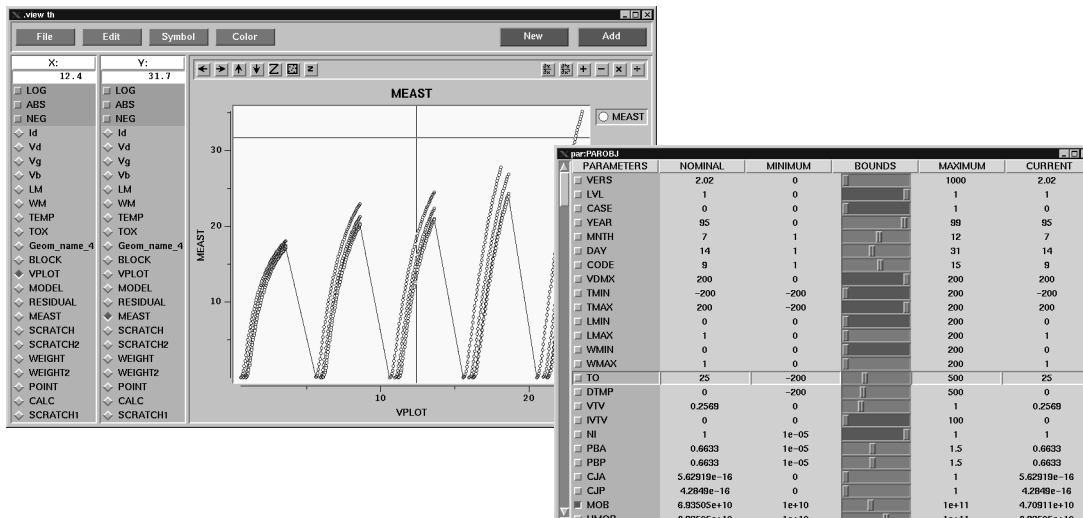 .view th
File Edit Symbol Color New Add
X: Y:
12.4 31.7
LOG LOG
ABS ABS
NEG NEG
Id Id
Vd Vd
Vg Vg
Vb Vb
LM LM
WM WM
TEMP TEMP
TOX TOX
Geom_name_4 Geom_name_4
BLOCK BLOCK
VPLOT VPLOT
MODEL MODEL
RESIDUAL RESIDUAL
MEAST MEAST
SCRATCH SCRATCH
SCRATCH2 SCRATCH2
WEIGHT WEIGHT
WEIGHT2 WEIGHT2
POINT POINT
CALC CALC
SCRATCH1 SCRATCH1
MEAST
MEAST
30
20
10
MEAST
10 20
VPLOT
par:PAROBJ
PARAMETERS NOMINAL MINIMUM BOUNDS MAXIMUM CURRENT
VERS 2.02 0 1000 2.02
LVL 1 0 1 1
CASE 0 0 1 0
YEAR 95 0 99 95
MNTH 7 1 12 7
DAY 14 1 31 14
CODE 9 1 15 9
VDMX 200 0 200 200
TMIN -200 -200 200 -200
TMAX 200 -200 200 200
LMIN 0 0 200 0
LMAX 1 0 200 1
WMIN 0 0 200 0
WMAX 1 0 200 1
TO 25 -200 500 25
DTMP 0 -200 500 0
VTV 0.2569 0 1 0.2569
IVTV 0 0 100 0
NI 1 1e-05 1 1
PBA 0.6633 1e-05 1.5 0.6633
PBP 0.6633 1e-05 1.5 0.6633
CJA 5.62919e-16 0 1 5.62919e-16
CJP 4.2849e-16 0 1 4.2849e-16
MOB 6.93505e+10 1e+10 1e+11 4.70911e+10